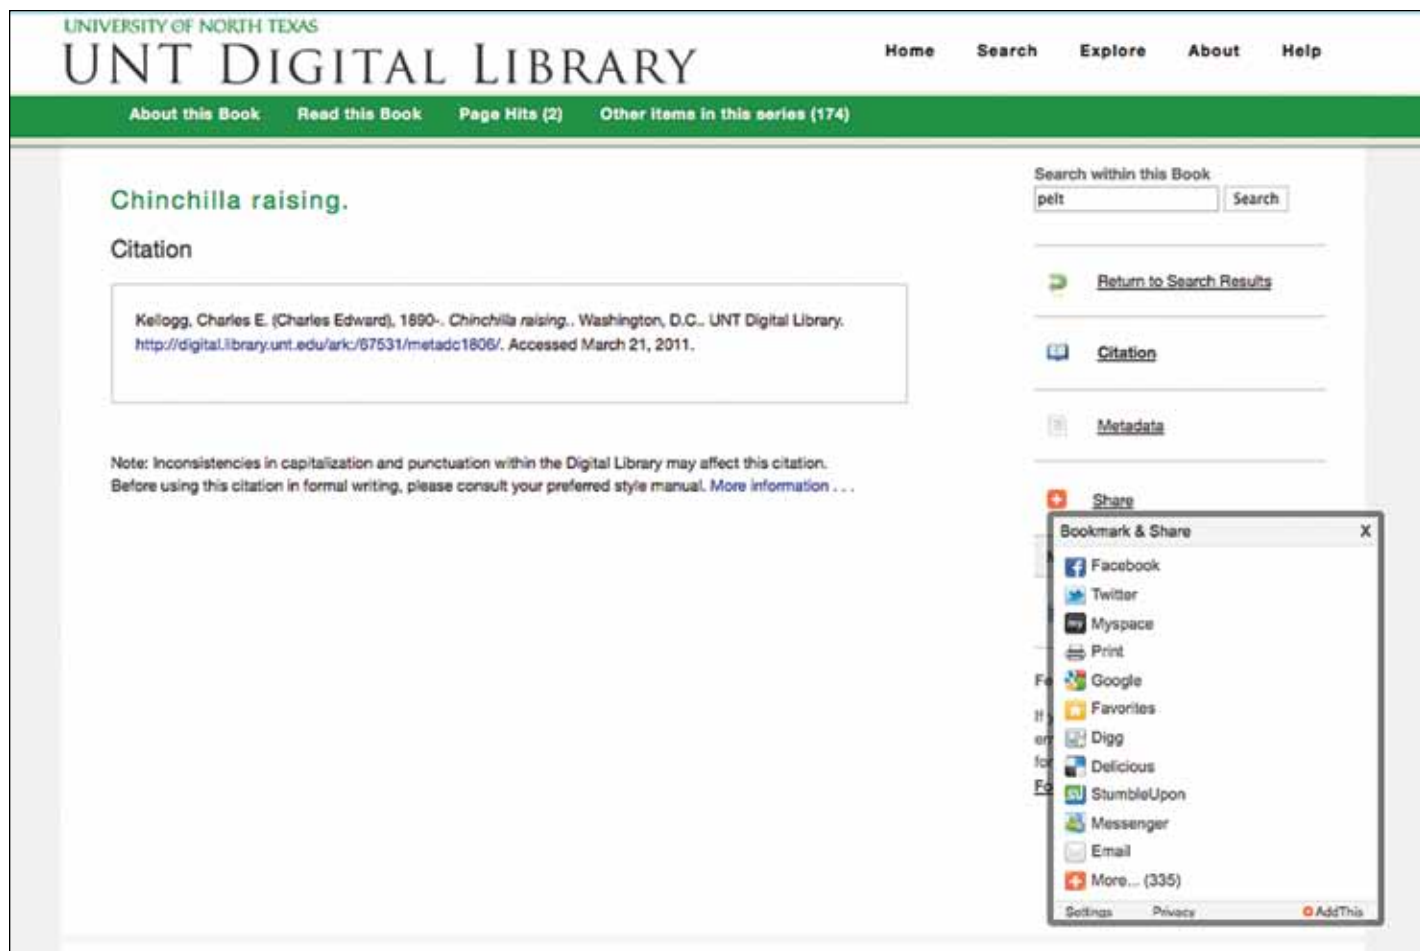 UNIVERSITY OF NORTH TEXAS
UNT DIGITAL LIBRARY
Home Search Explore About Help
About this Book Read this Book Page Hits (2) Other items in this series (174)
Chinchilla raising.
Citation
Kellogg, Charles E. (Charles Edward), 1890-. Chinchilla raising.. Washington, D.C.. UNT Digital Library.
http://digital.library.unt.edu/ark:/67531/metadc1806/. Accessed March 21, 2011.
Note: Inconsistencies in capitalization and punctuation within the Digital Library may affect this citation.
Before using this citation in formal writing, please consult your preferred style manual. More information . . .
Search within this Book
pelt Search
Return to Search Results
Citation
Metadata
Share
Bookmark & Share X
Facebook
Twitter
Myspace
Print
Google
Favorites
Digg
Delicious
StumbleUpon
Messenger
Email
More... (335)
Settings Privacy AddThis